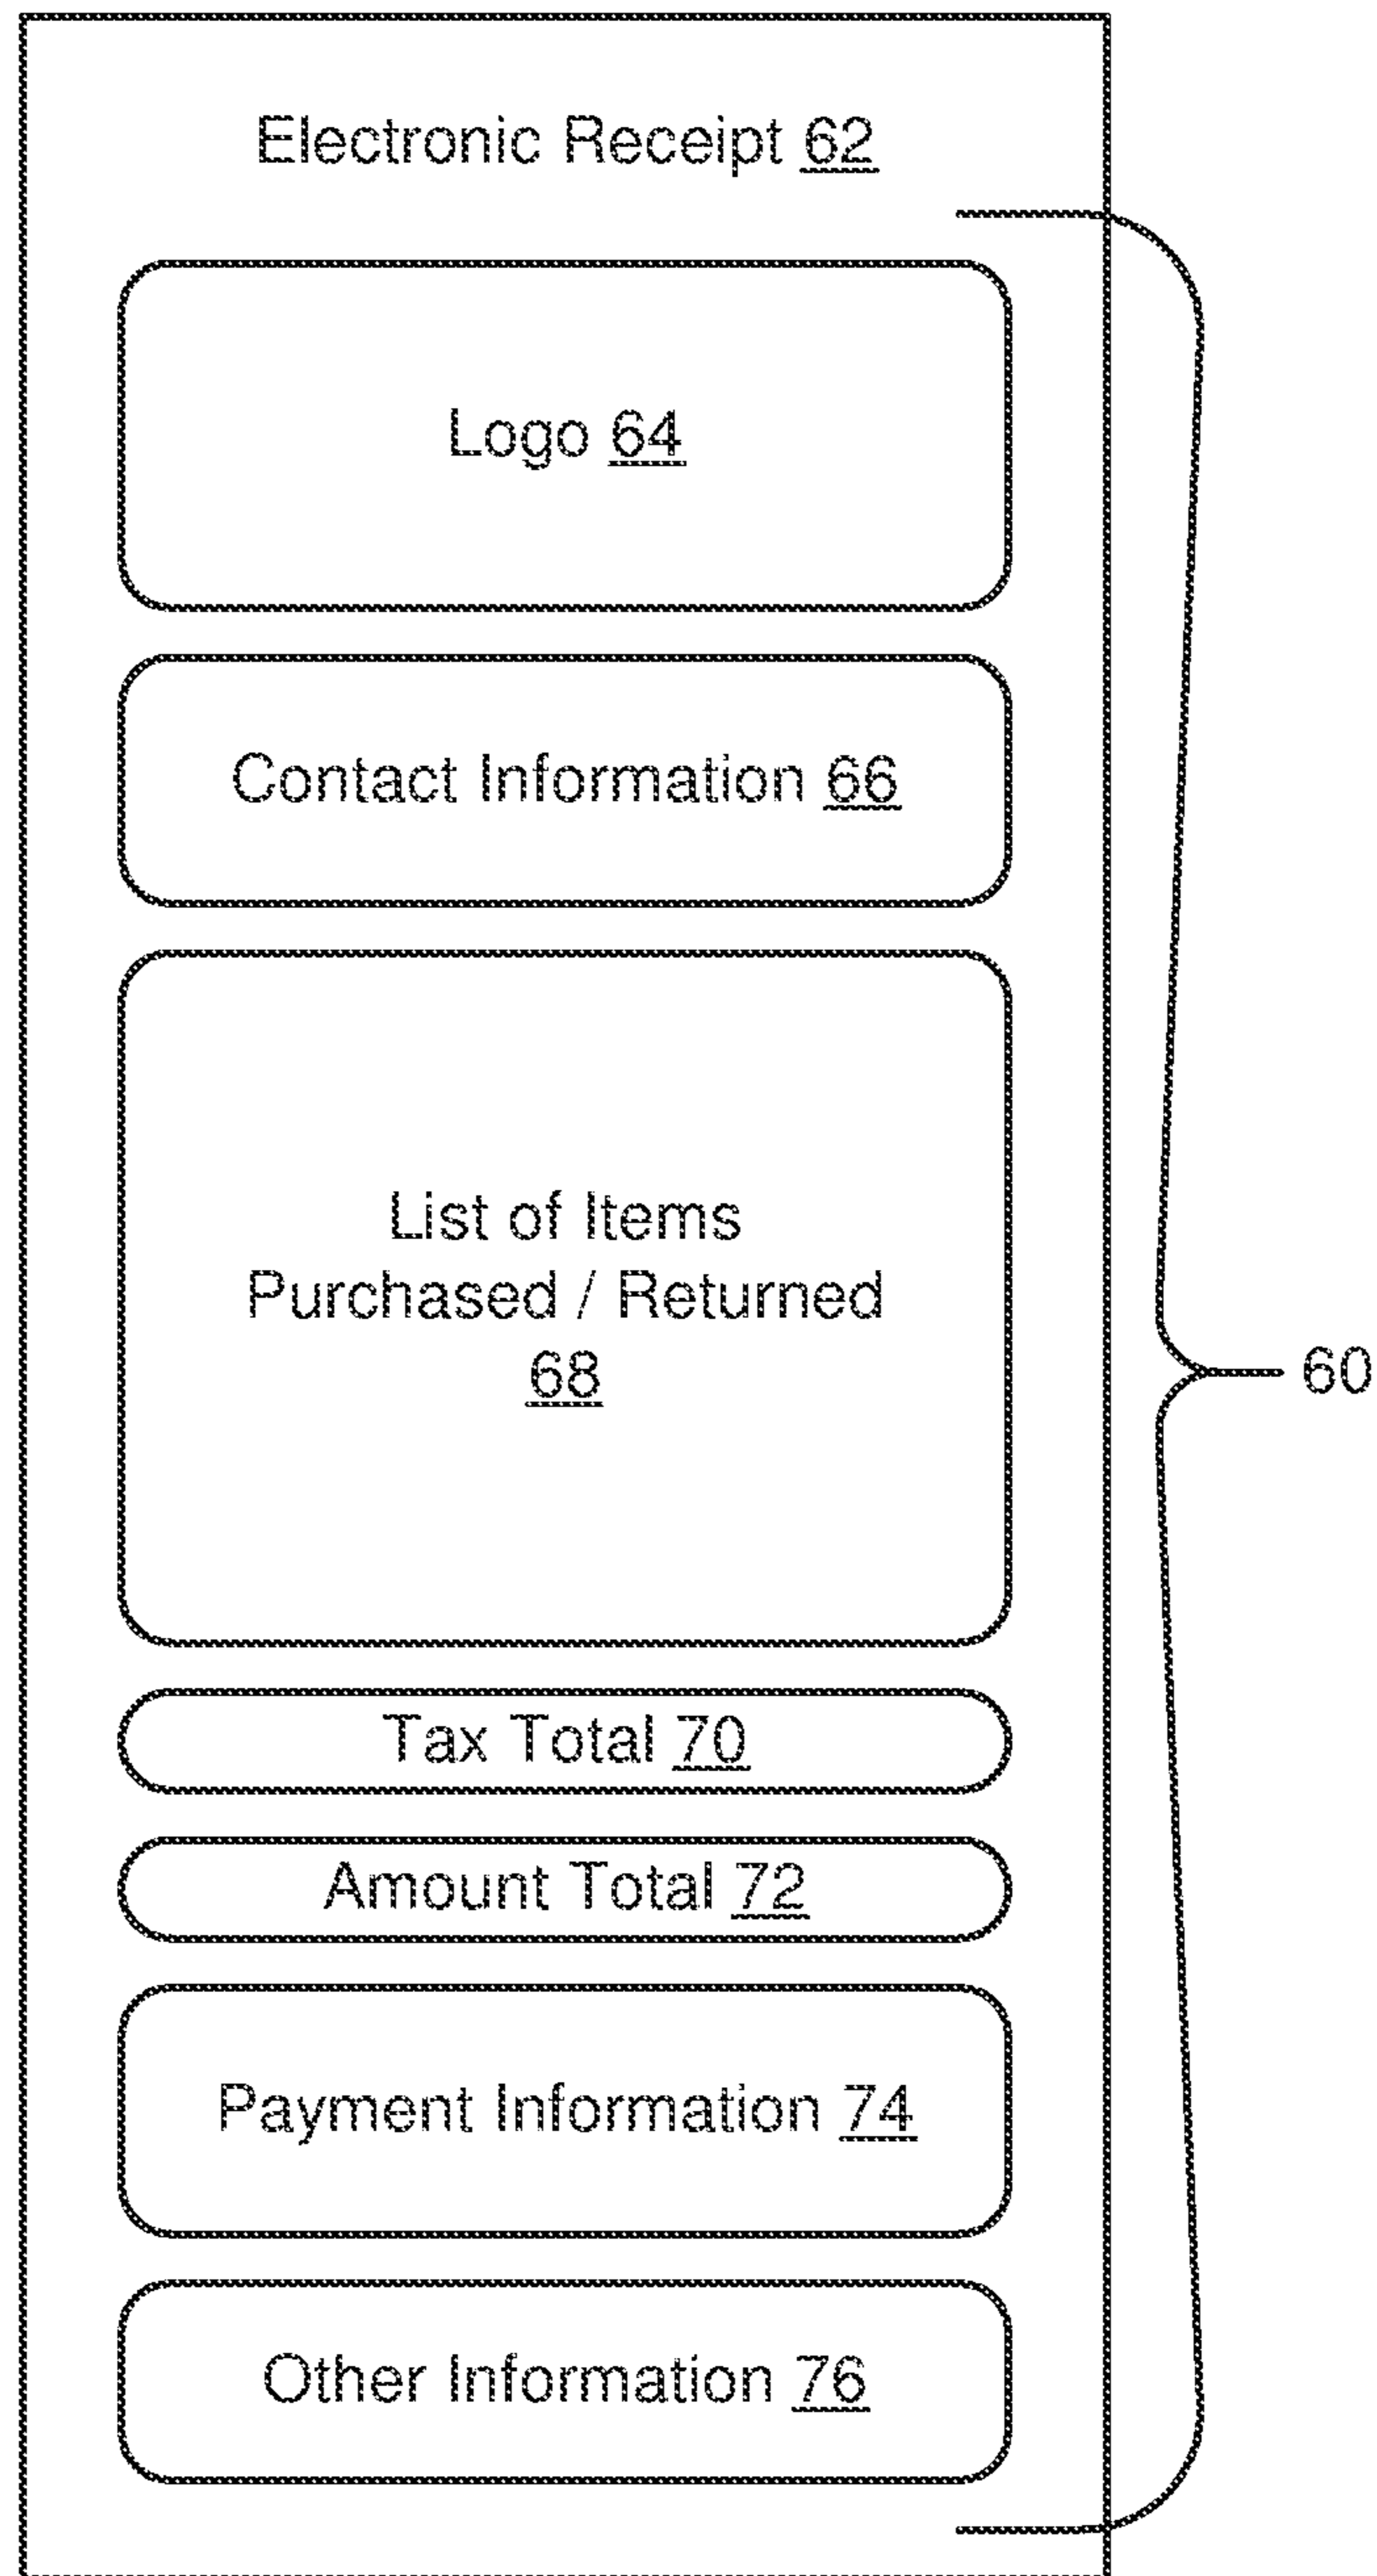 Electronic Receipt 62
Logo 64
Contact Information 66
List of Items
Purchased / Returned
68
60
Tax Total 70
Amount Total 72
Payment Information 74
Other Information 76